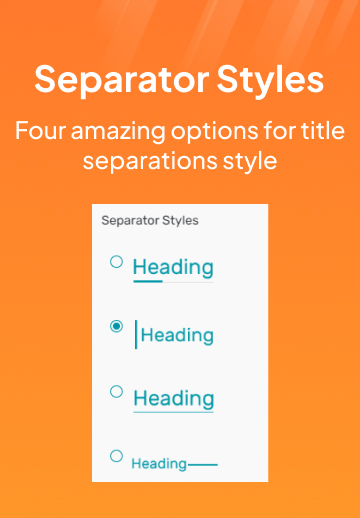 Separator Styles
Four amazing options for title
separations style
Separator Styles
Heading
Heading
Heading
Heading